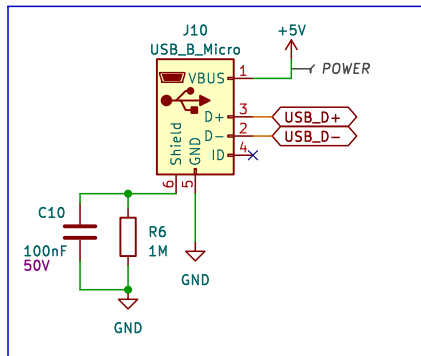 J10
USB_B_Micro
+5V
POWER
VBUS
1
D+
3
USB_D+
D-
2
USB_D-
ID
4
Shield
GND
6
5
C10
100nF
50V
R6
1M
GND
GND